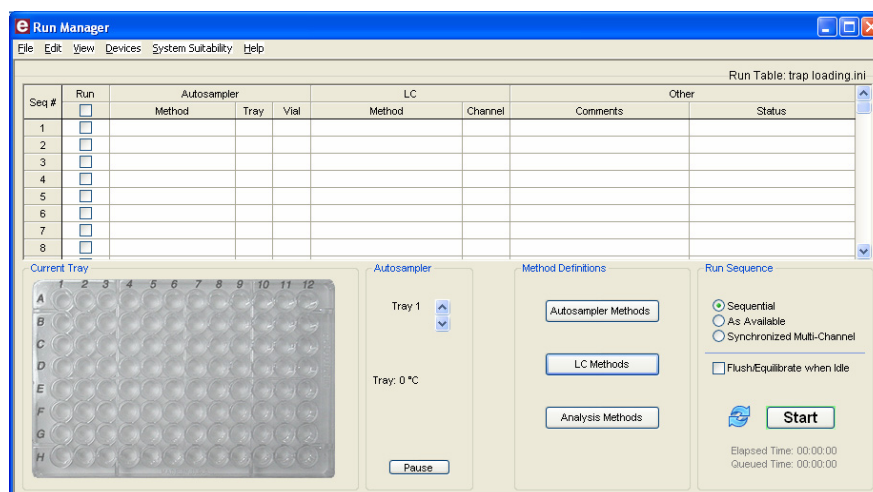 e Run Manager
File Edit View Devices System Suitability Help
Run Table: trap loading.ini
Seq # Run Autosampler LC Other
Method Tray Vial Method Channel Comments Status
1
2
3
4
5
6
7
8
Current Tray Autosampler Method Definitions Run Sequence
1 2 3 4 5 6 7 8 9 10 11 12
A
B
C
D
E
F
G
H
Tray 1
Tray: 0 °C
Pause
Autosampler Methods
LC Methods
Analysis Methods
Sequential
As Available
Synchronized Multi-Channel
Flush/Equilibrate when Idle
Start
Elapsed Time: 00:00:00
Queued Time: 00:00:00